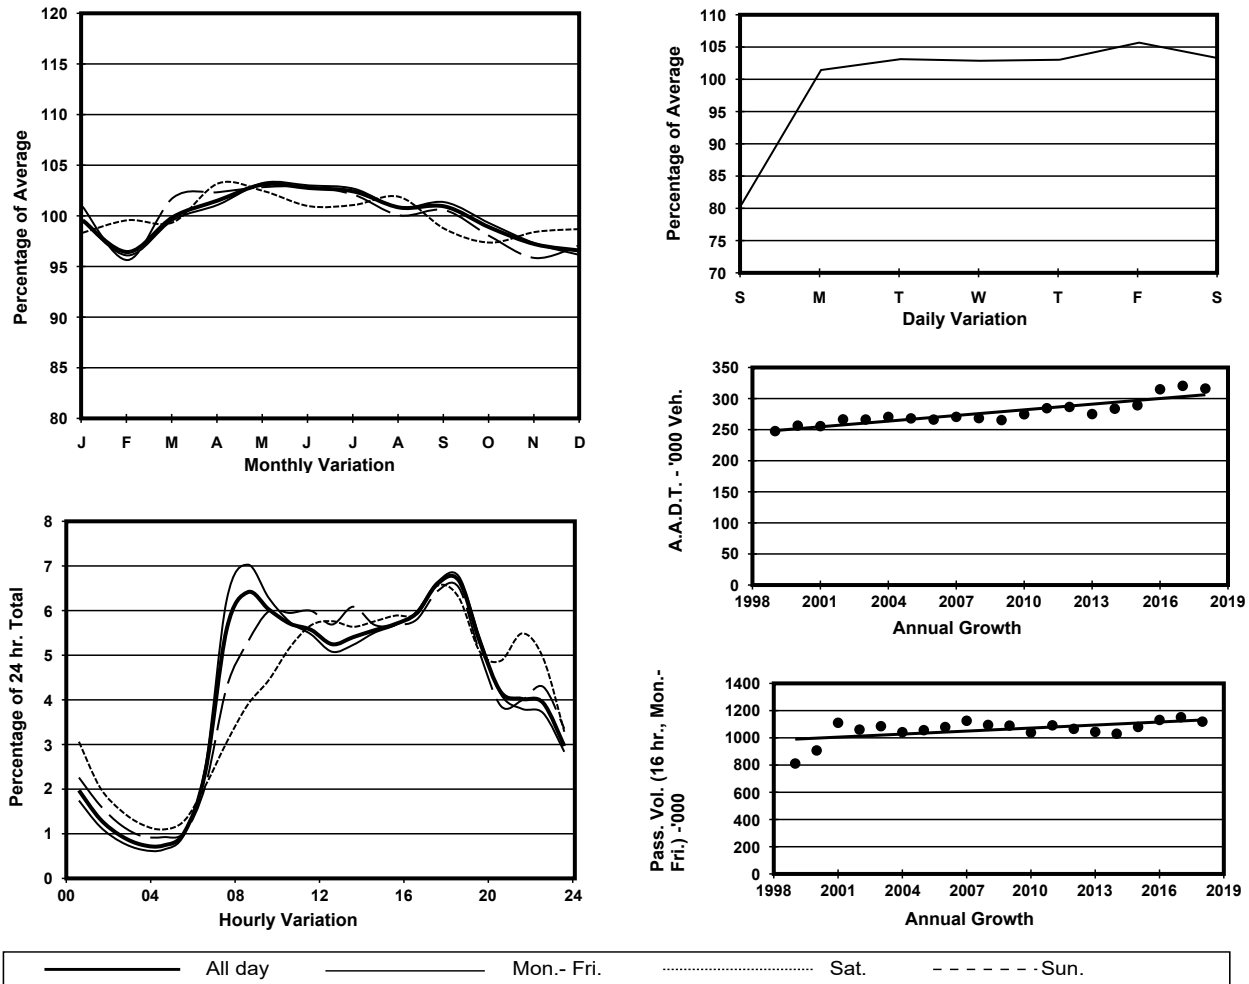 120
115
110
105
100
95
90
85
80
Percentage of Average
J F M A M J J A S O N D
Monthly Variation
110
105
100
95
90
85
80
75
70
Percentage of Average
S M T W T F S
Daily Variation
350
300
250
200
150
100
50
0
A.A.D.T. - '000 Veh.
1998 2001 2004 2007 2010 2013 2016 2019
Annual Growth
8
7
6
5
4
3
2
1
0
Percentage of 24 hr. Total
00 04 08 12 16 20 24
Hourly Variation
1400
1200
1000
800
600
400
200
0
Pass. Vol. (16 hr., Mon.-
Fri.) -'000
1998 2001 2004 2007 2010 2013 2016 2019
Annual Growth
All day Mon.- Fri. Sat. Sun.